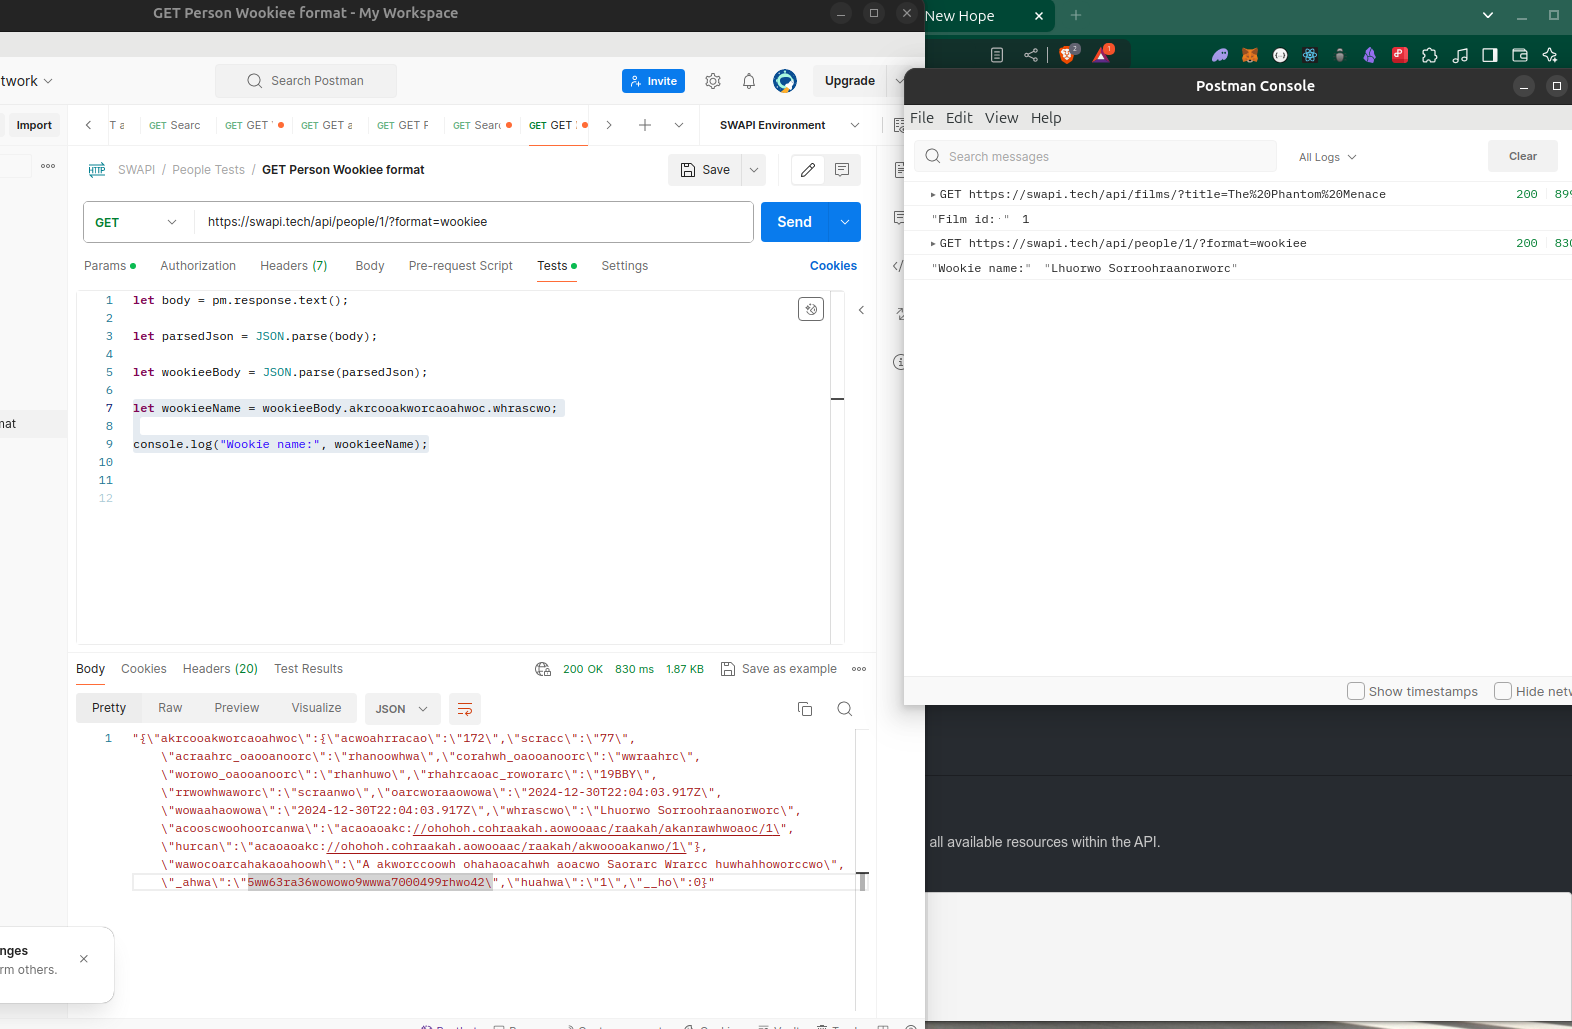 GET Person Wookiee format - My Workspace
New Hope
twork
Search Postman
Invite
Upgrade
Import
GET Searc
GET
GET a
GET F
GET Searc
GET
SWAPI Environment
SWAPI / People Tests / GET Person Wookiee format
Save
GET
https://swapi.tech/api/people/1/?format=wookiee
Send
Params
Authorization
Headers (7)
Body
Pre-request Script
Tests
Settings
Cookies
1 let body = pm.response.text();
2
3 let parsedJson = JSON.parse(body);
4
5 let wookieeBody = JSON.parse(parsedJson);
6
7 let wookieeName = wookieeBody.akrcooakworcaoahwoc.whrascwo;
8
9 console.log("Wookie name:", wookieeName);
10
11
12
mat
Body
Cookies
Headers (20)
Test Results
200 OK
830 ms
1.87 KB
Save as example
Pretty
Raw
Preview
Visualize
JSON
1 "{\"akrcooakworcaoahwoc\":{\"acwoahrracao\":\"172\",\"scracc\":\"77\",
\"acraahrc_oaooanoorc\":\"rhanoowhwa\",\"corahwh_oaooanoorc\":\"wwraahrc\",
\"worowo_oaooanoorc\":\"rhanhuwo\",\"rhahrcaoac_roworarc\":\"19BBY\",
\"rrwowhwaworc\":\"scraanwo\",\"oarcworaaowowa\":\"2024-12-30T22:04:03.917Z\",
\"wowaahaowowa\":\"2024-12-30T22:04:03.917Z\",\"whrascwo\":\"Lhuorwo Sorroohraanorworc\",
\"acooscwoohoorcanwa\":\"acaoaoakc://ohohoh.cohraakah.aowooaac/raakah/akanrawhwoaoc/1\",
\"hurcan\":\"acaoaoakc://ohohoh.cohraakah.aowooaac/raakah/akwoooakanwo/1\"},
\"wawocoarcahakaoahoowh\":\"A akworccoowh ohahaoacahwh aoacwo Saorarc Wrarcc huwhahhoworccwo\",
\"_ahwa\":\"5ww63ra36wowowo9wwwa7000499rhwo42\",\"huahwa\":\"1\",\"__ho\":0}"
nges
rm others.
Postman Console
File Edit View Help
Search messages
All Logs
Clear
GET https://swapi.tech/api/films/?title=The%20Phantom%20Menace 200 899
"Film id: " 1
GET https://swapi.tech/api/people/1/?format=wookiee 200 830
"Wookie name:" "Lhuorwo Sorroohraanorworc"
Show timestamps
Hide netw
all available resources within the API.